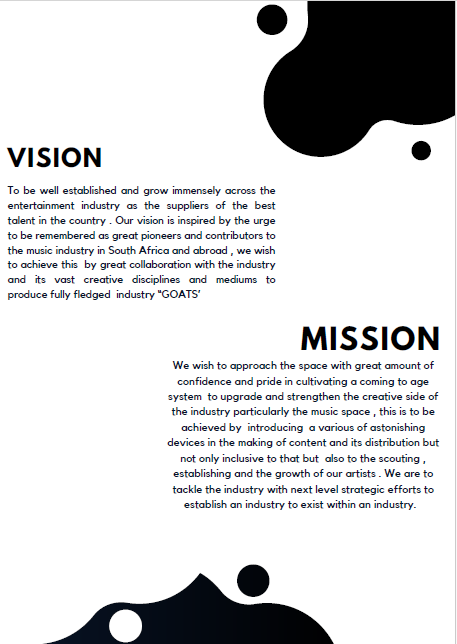 VISION
To be well established and grow immensely across the
entertainment industry as the suppliers of the best
talent in the country . Our vision is inspired by the urge
to be remembered as great pioneers and contributors to
the music industry in South Africa and abroad , we wish
to achieve this  by great collaboration with the industry
and its vast creative disciplines and mediums to
produce fully fledged  industry "GOATS'
MISSION
We wish to approach the space with great amount of
confidence and pride in cultivating a coming to age
system  to upgrade and strengthen the creative side of
the industry particularly the music space , this is to be
achieved by  introducing  a various of astonishing
devices in the making of content and its distribution but
not only inclusive to that but  also to the scouting ,
establishing and the growth of our artists . We are to
tackle the industry with next level strategic efforts to
establish an industry to exist within an industry.